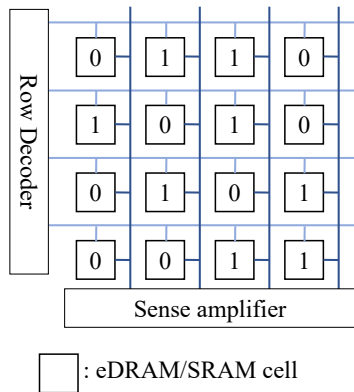 Row Decoder
0 1 1 0
1 0 1 0
0 1 0 1
0 0 1 1
Sense amplifier
: eDRAM/SRAM cell